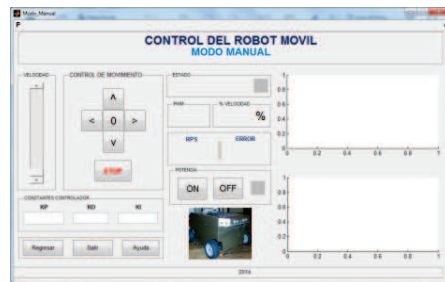 Modo_Manual
P
CONTROL DEL ROBOT MOVIL
MODO MANUAL
VELOCIDAD
CONTROL DE MOVIMIENTO
ESTADO
˄
< 0 >
˅
STOP
PWM
% VELOCIDAD
%
RPS ERROR
POTENCIA
ON OFF
CONSTANTES CONTROLADOR
KP KD KI
Regresar Salir Ayuda
1
0.8
0.6
0.4
0.2
0
0 0.2 0.4 0.6 0.8 1
1
0.8
0.6
0.4
0.2
0
0 0.2 0.4 0.6 0.8 1